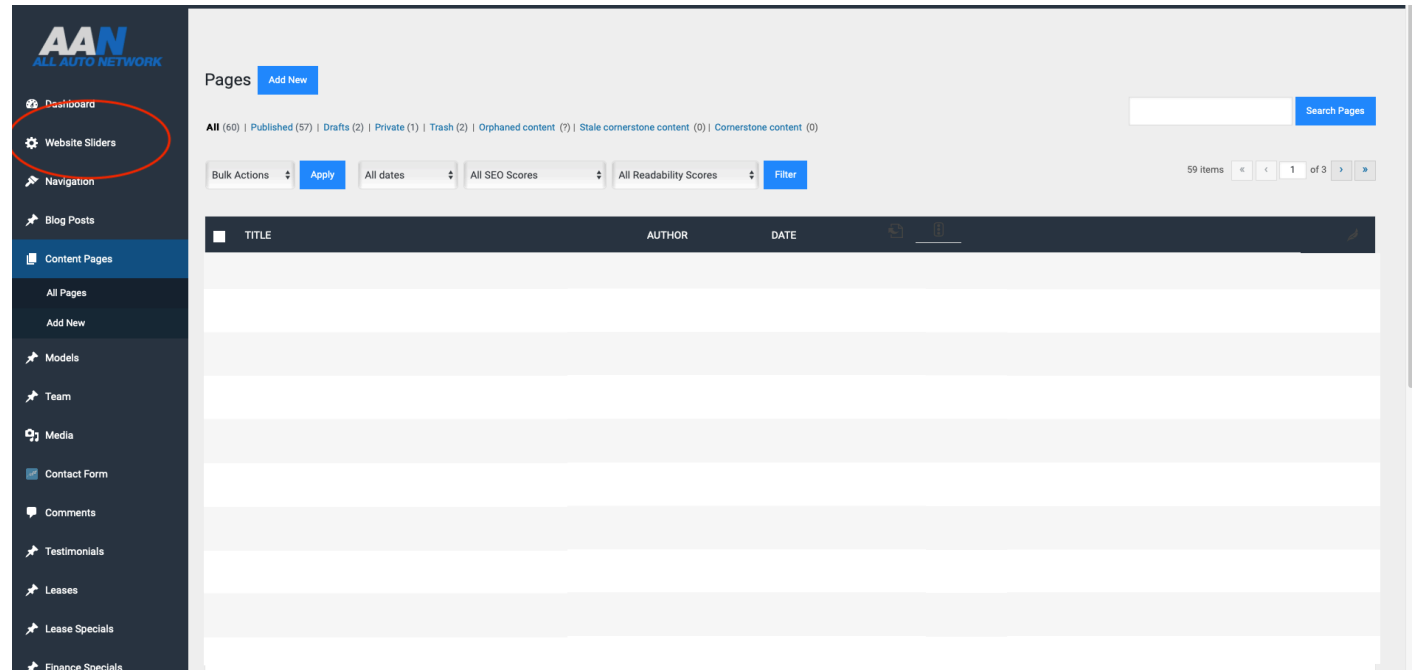 AAN
ALL AUTO NETWORK
Dashboard
Website Sliders
Navigation
Blog Posts
Content Pages
All Pages
Add New
Models
Team
Media
Contact Form
Comments
Testimonials
Leases
Lease Specials
Finance Specials
Pages Add New
Search Pages
All (60) | Published (57) | Drafts (2) | Private (1) | Trash (2) | Orphaned content (?) | Stale cornerstone content (0) | Cornerstone content (0)
Bulk Actions Apply All dates All SEO Scores All Readability Scores Filter 59 items « ‹ 1 of 3 › »
TITLE AUTHOR DATE